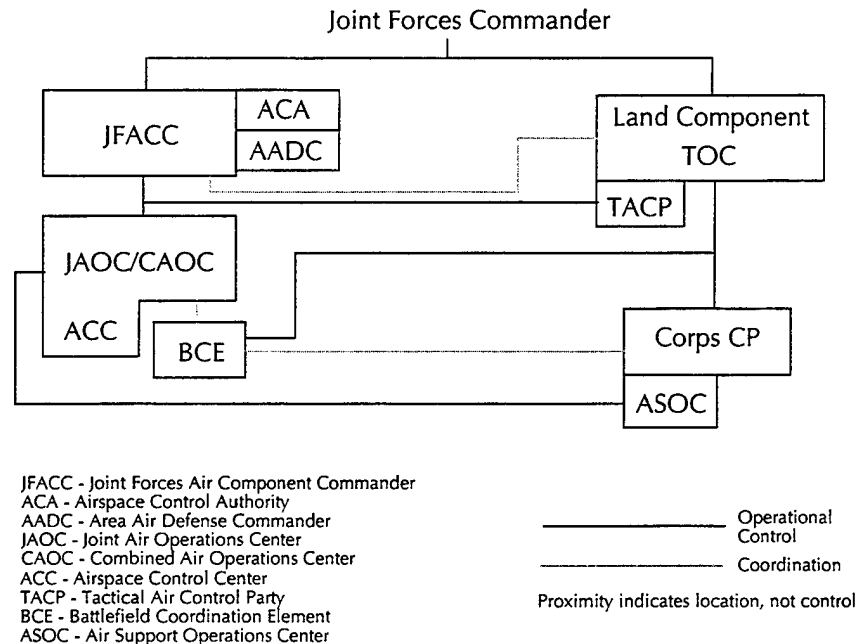 Joint Forces Commander
JFACC
ACA
AADC
Land Component
TOC
TACP
JAOC/CAOC
ACC
BCE
Corps CP
ASOC
JFACC - Joint Forces Air Component Commander
ACA - Airspace Control Authority
AADC - Area Air Defense Commander
JAOC - Joint Air Operations Center
CAOC - Combined Air Operations Center
ACC - Airspace Control Center
TACP - Tactical Air Control Party
BCE - Battlefield Coordination Element
ASOC - Air Support Operations Center
Operational
Control
Coordination
Proximity indicates location, not control